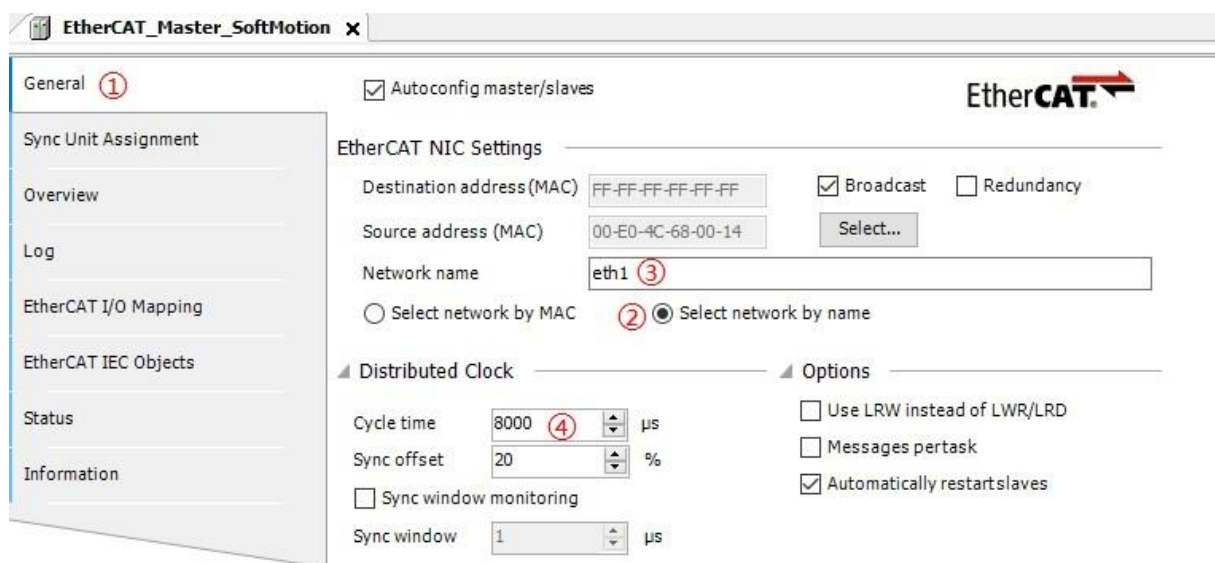 EtherCAT_Master_SoftMotion x
General ①
Sync Unit Assignment
Overview
Log
EtherCAT I/O Mapping
EtherCAT IEC Objects
Status
Information
Autoconfig master/slaves
EtherCAT®
EtherCAT NIC Settings
Destination address (MAC) FF-FF-FF-FF-FF-FF Broadcast Redundancy
Source address (MAC) 00-E0-4C-68-00-14 Select...
Network name eth1 ③
Select network by MAC ② Select network by name
Distributed Clock
Cycle time 8000 ④ µs
Sync offset 20 %
Sync window monitoring
Sync window 1 µs
Options
Use LRW instead of LWR/LRD
Messages pertask
Automatically restartslaves